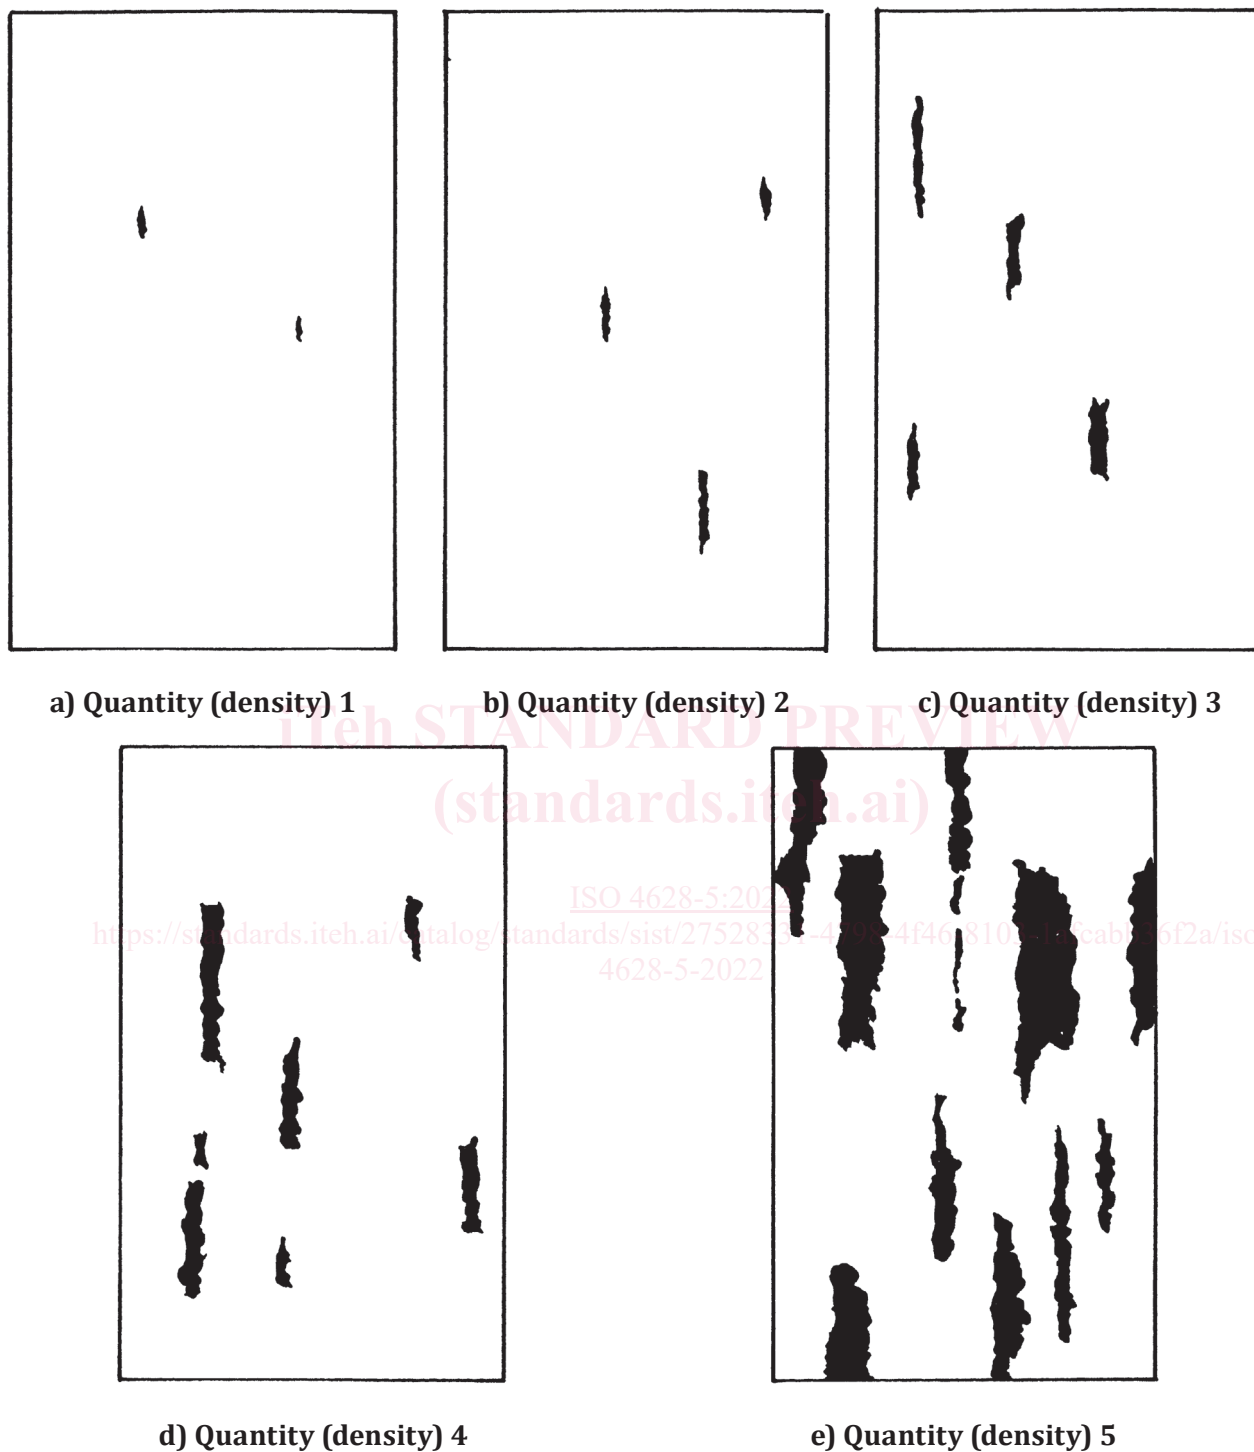 a) Quantity (density) 1
b) Quantity (density) 2
c) Quantity (density) 3
iTeh STANDARD PREVIEW
(standards.iteh.ai)
ISO 4628-5:2022
4628-5-2022
d) Quantity (density) 4
e) Quantity (density) 5